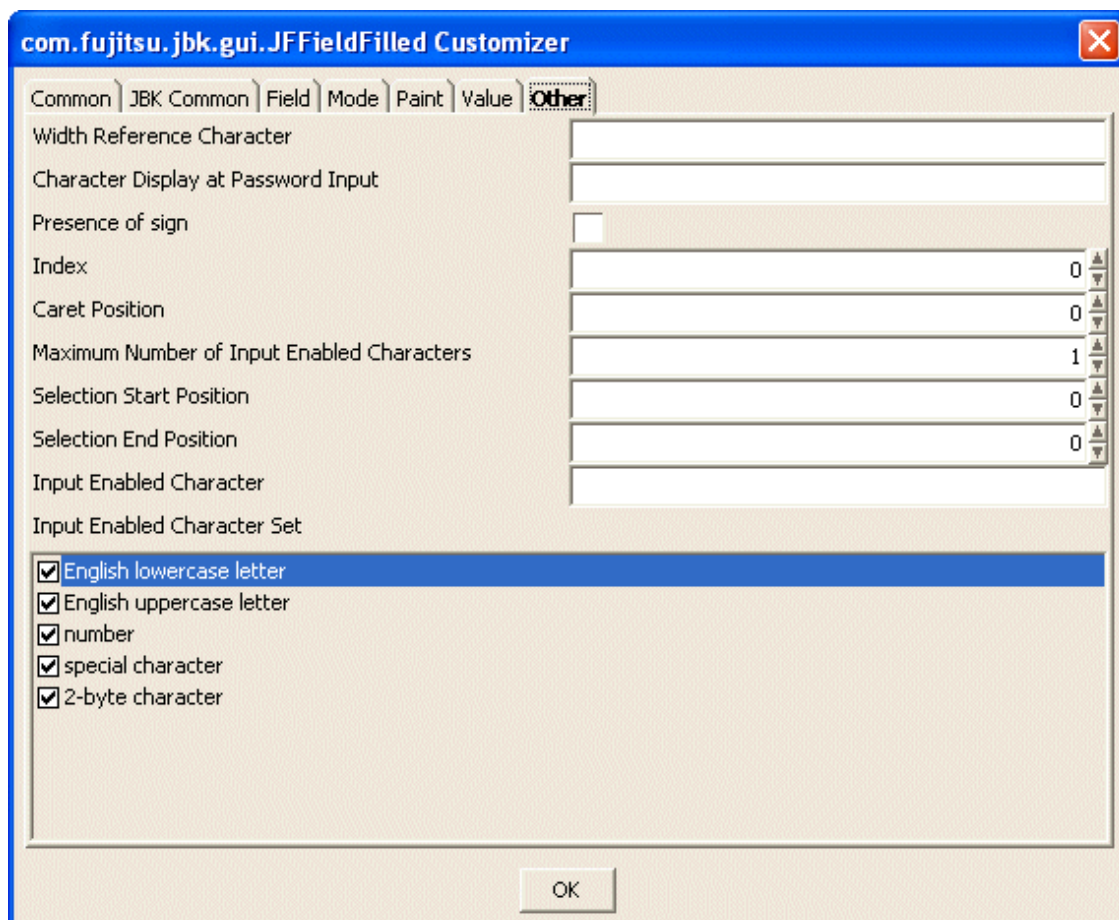 com.fujitsu.jbk.gui.JFFieldFilled Customizer
Common JBK Common Field Mode Paint Value Other
Width Reference Character
Character Display at Password Input
Presence of sign
Index 0
Caret Position 0
Maximum Number of Input Enabled Characters 1
Selection Start Position 0
Selection End Position 0
Input Enabled Character
Input Enabled Character Set
English lowercase letter
English uppercase letter
number
special character
2-byte character
OK